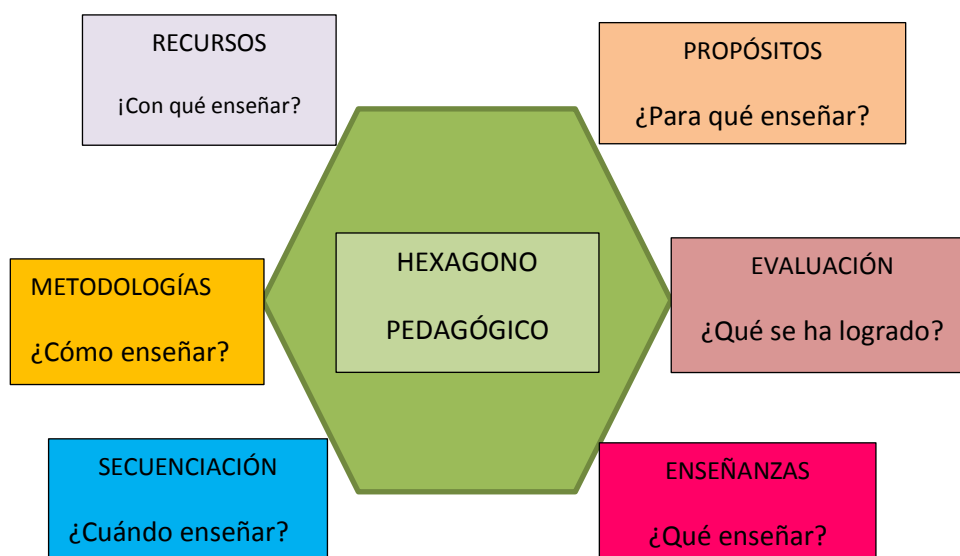 RECURSOS
¡Con qué enseñar?
PROPÓSITOS
¿Para qué enseñar?
HEXAGONO
PEDAGÓGICO
METODOLOGÍAS
¿Cómo enseñar?
EVALUACIÓN
¿Qué se ha logrado?
SECUENCIACIÓN
¿Cuándo enseñar?
ENSEÑANZAS
¿Qué enseñar?